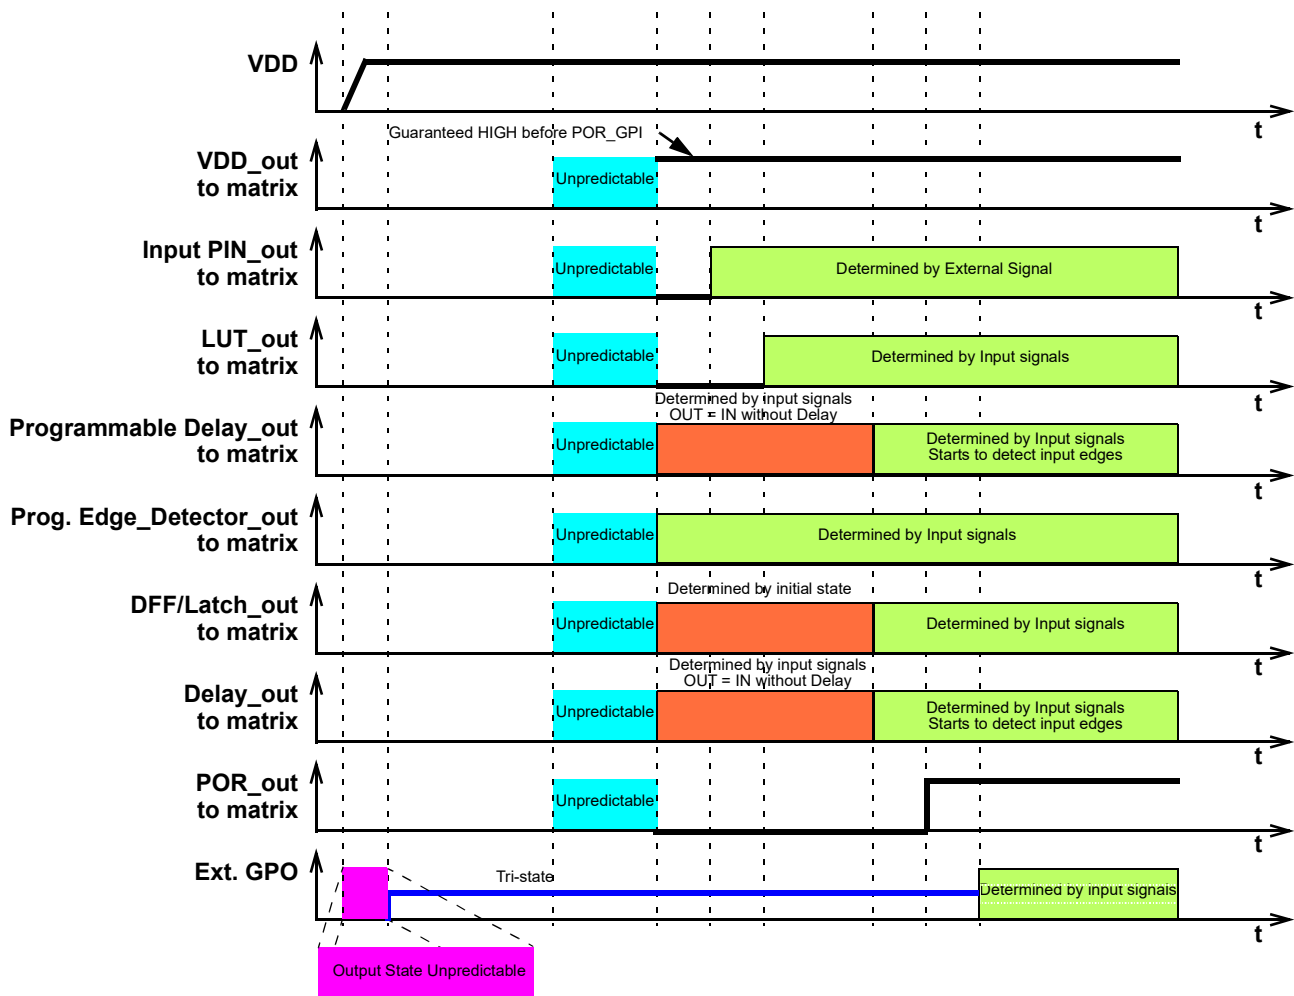 VDD
t
Guaranteed HIGH before POR_GPI
VDD_out
to matrix
Unpredictable
t
Input PIN_out
to matrix
Unpredictable
Determined by External Signal
t
LUT_out
to matrix
Unpredictable
Determined by Input signals
t
Determined by input signals
OUT = IN without Delay
Programmable Delay_out
to matrix
Unpredictable
Determined by Input signals
Starts to detect input edges
t
Prog. Edge_Detector_out
to matrix
Unpredictable
Determined by Input signals
t
Determined by initial state
DFF/Latch_out
to matrix
Unpredictable
Determined by Input signals
t
Determined by input signals
OUT = IN without Delay
Delay_out
to matrix
Unpredictable
Determined by Input signals
Starts to detect input edges
t
POR_out
to matrix
Unpredictable
t
Ext. GPO
Tri-state
Determined by input signals
t
Output State Unpredictable